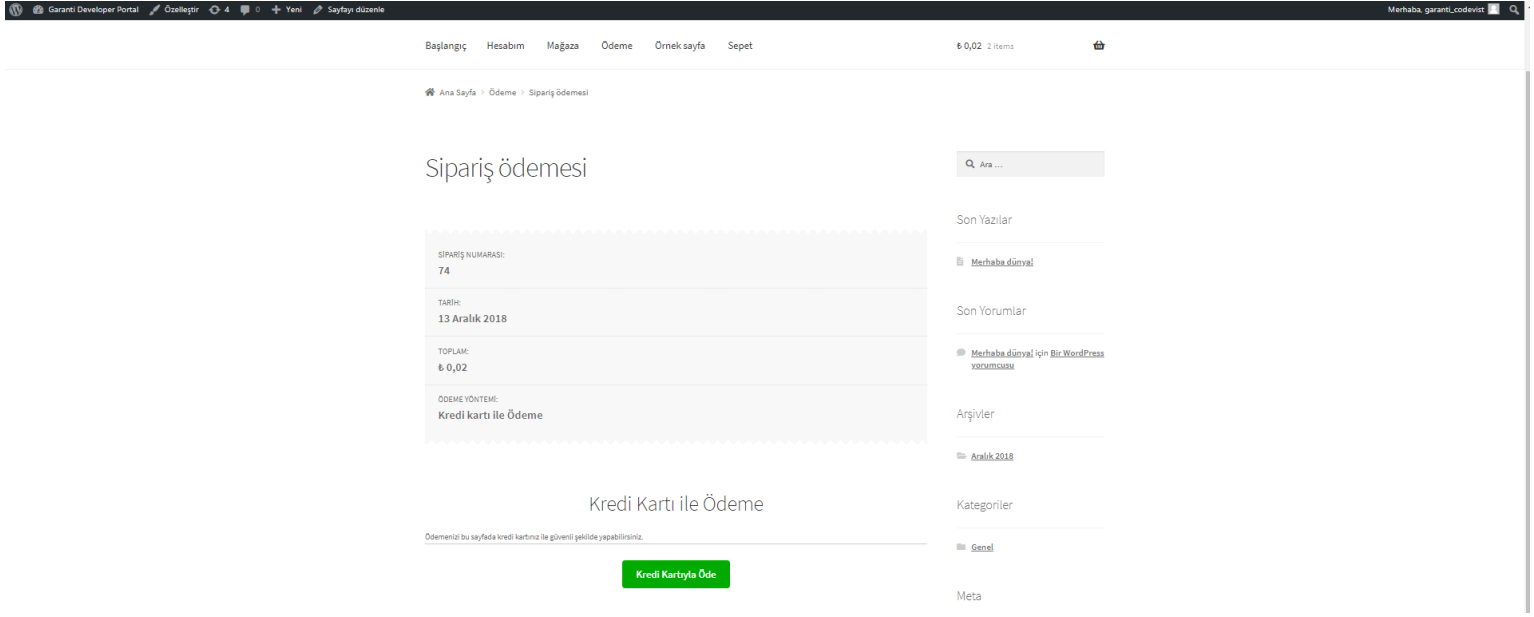 Garanti Developer Portal Özelleştir 4 0 Yeni Sayfayı düzenle Merhaba, garanti_codevist
Başlangıç Hesabım Mağaza Ödeme Örnek sayfa Sepet ₺ 0,02 2 items
Ana Sayfa > Ödeme > Sipariş ödemesi
Sipariş ödemesi
SİPARİŞ NUMARASI:
74
TARİH:
13 Aralık 2018
TOPLAM:
₺ 0,02
ÖDEME YÖNTEMİ:
Kredi kartı ile Ödeme
Kredi Kartı ile Ödeme
Ödemenizi bu sayfada kredi kartınız ile güvenli şekilde yapabilirsiniz.
Kredi Kartıyla Öde
Ara ...
Son Yazılar
Merhaba dünya!
Son Yorumlar
Merhaba dünya! için Bir WordPress
yorumcusu
Arşivler
Aralık 2018
Kategoriler
Genel
Meta